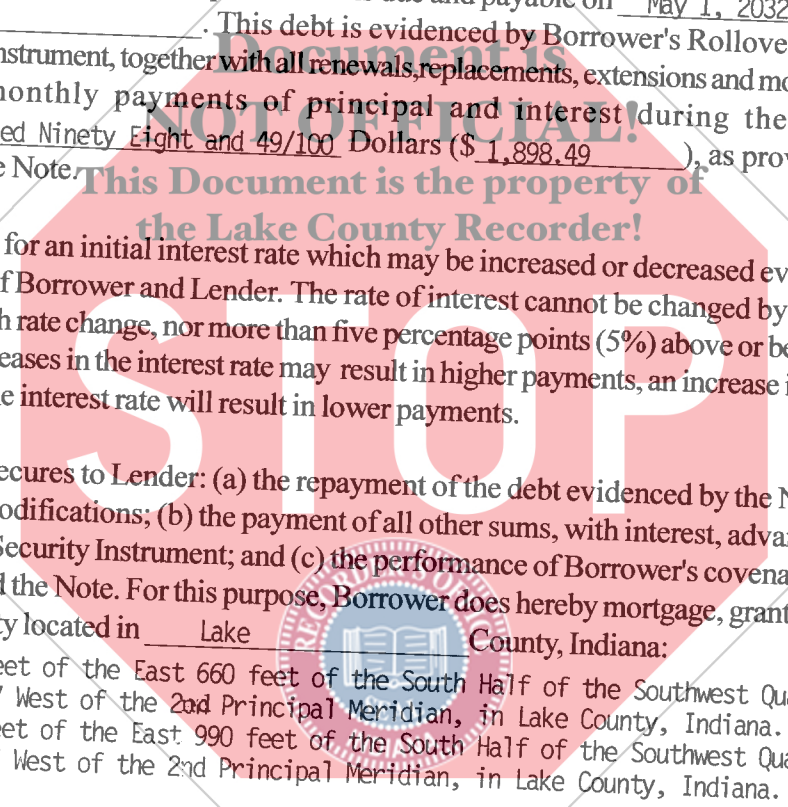 due and payable on May 1, 2032
. This debt is evidenced by Borrower's Rollove
nstrument, together with all renewals, replacements, extensions and mo
monthly payments of principal and interest during the
ed Ninety Eight and 49/100 Dollars ($ 1,898.49 ), as prov
e Note.
Document is
NOT OFFICIAL!
This Document is the property of
the Lake County Recorder!
for an initial interest rate which may be increased or decreased ev
f Borrower and Lender. The rate of interest cannot be changed by
h rate change, nor more than five percentage points (5%) above or be
eases in the interest rate may result in higher payments, an increase i
e interest rate will result in lower payments.
STOP
ecures to Lender: (a) the repayment of the debt evidenced by the N
odifications; (b) the payment of all other sums, with interest, adva
Security Instrument; and (c) the performance of Borrower's covena
d the Note. For this purpose, Borrower does hereby mortgage, grant
ty located in Lake County, Indiana:
eet of the East 660 feet of the South Half of the Southwest Qu
West of the 2nd Principal Meridian, in Lake County, Indiana.
eet of the East 990 feet of the South Half of the Southwest Qua
West of the 2nd Principal Meridian, in Lake County, Indiana.